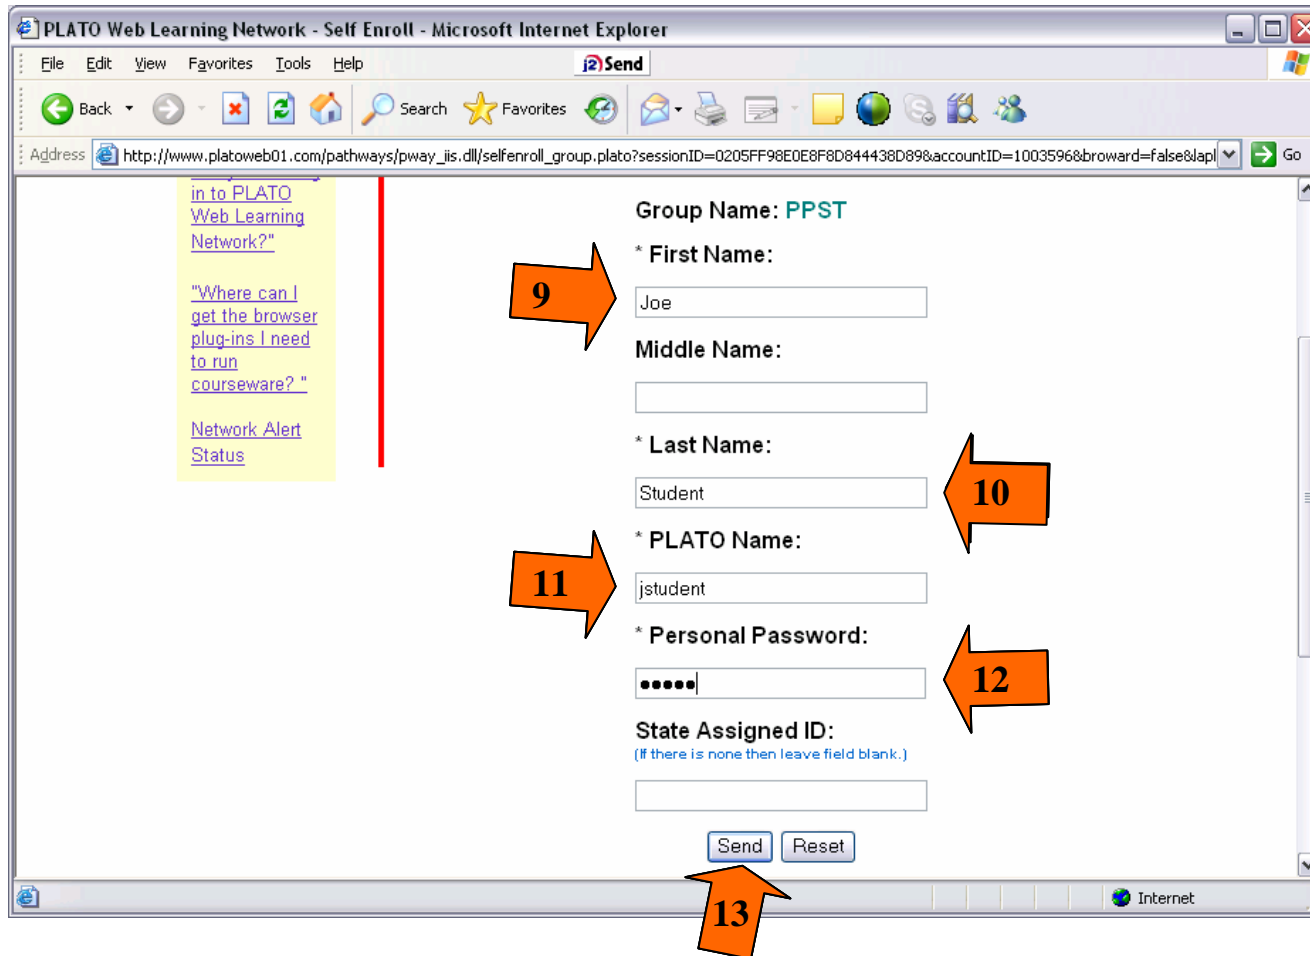 PLATO Web Learning Network - Self Enroll - Microsoft Internet Explorer
File Edit View Favorites Tools Help
j2 Send
Back Search Favorites
Address http://www.platoweb01.com/pathways/pway_iis.dll/selfenroll_group.plato?sessionID=0205FF98E0E8F8D844438D89&accountID=1003596&broward=false&lapl Go
in to PLATO
Web Learning
Network?"
"Where can I
get the browser
plug-ins I need
to run
courseware? "
Network Alert
Status
Group Name: PPST
* First Name:
9
Joe
Middle Name:
* Last Name:
Student
10
* PLATO Name:
11
jstudent
* Personal Password:
•••••
12
State Assigned ID:
(If there is none then leave field blank.)
Send Reset
13
Internet